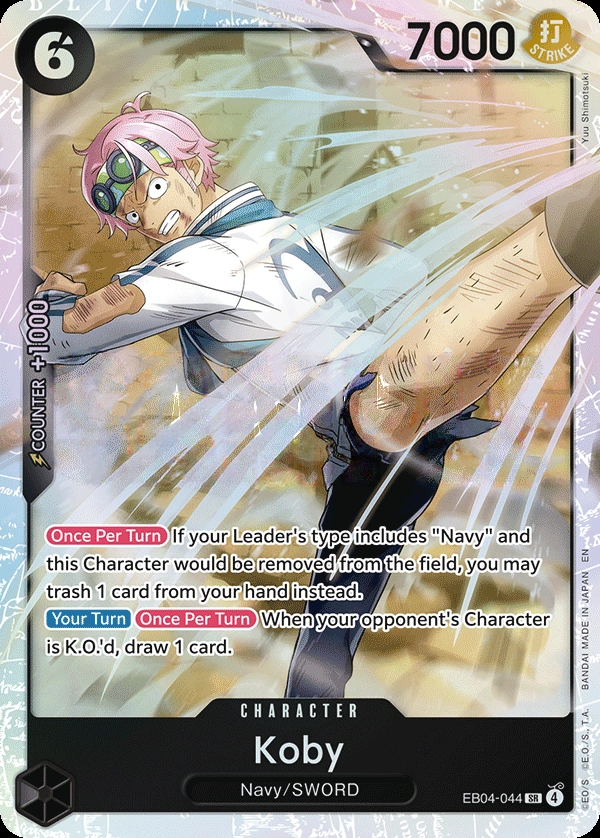 6
7000
打
STRIKE
Yuu Shimotsuki
COUNTER +1000
Once Per Turn If your Leader's type includes "Navy" and
this Character would be removed from the field, you may
trash 1 card from your hand instead.
Your Turn Once Per Turn When your opponent's Character
is K.O.'d, draw 1 card.
CHARACTER
Koby
Navy/SWORD
EB04-044 SR 4
©EO/S ©E.O./S., T.A. BANDAI MADE IN JAPAN EN